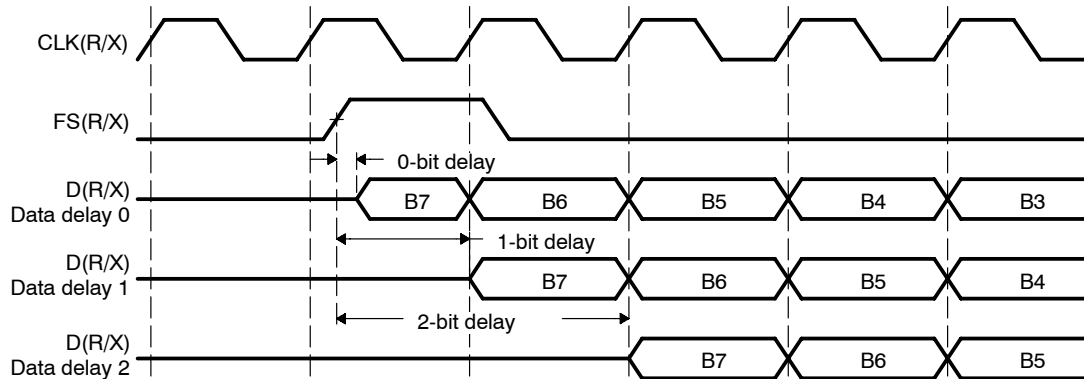 CLK(R/X)
FS(R/X)
0-bit delay
D(R/X)
Data delay 0
B7 B6 B5 B4 B3
1-bit delay
D(R/X)
Data delay 1
B7 B6 B5 B4
2-bit delay
D(R/X)
Data delay 2
B7 B6 B5